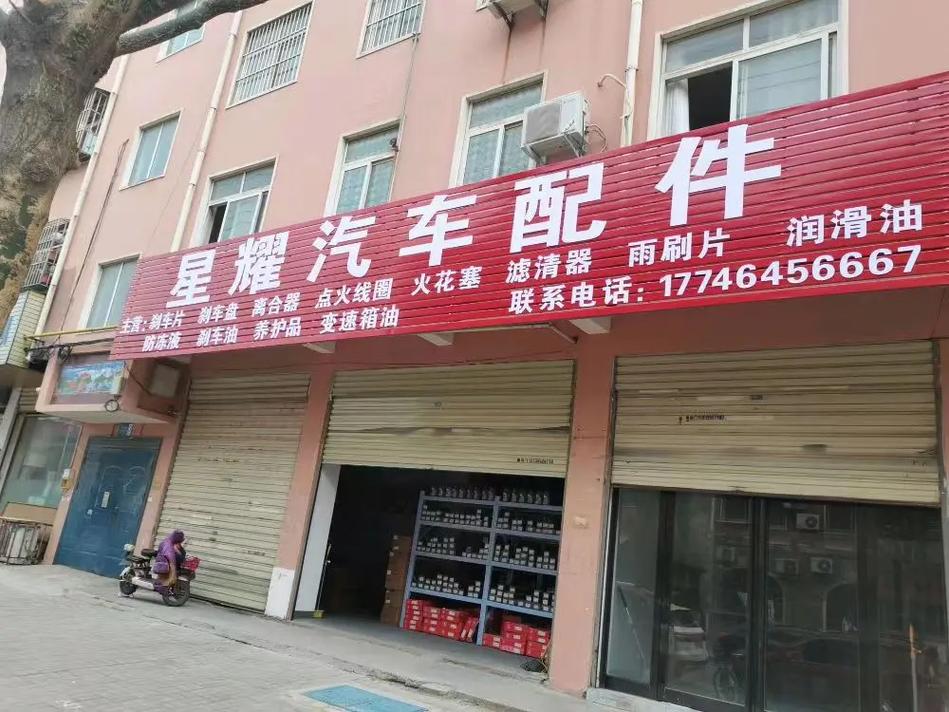 星耀汽车配件
主营：刹车片 刹车盘 离合器 点火线圈 火花塞 滤清器 雨刷片 润滑油
防冻液 刹车油 养护品 变速箱油 联系电话：17746456667